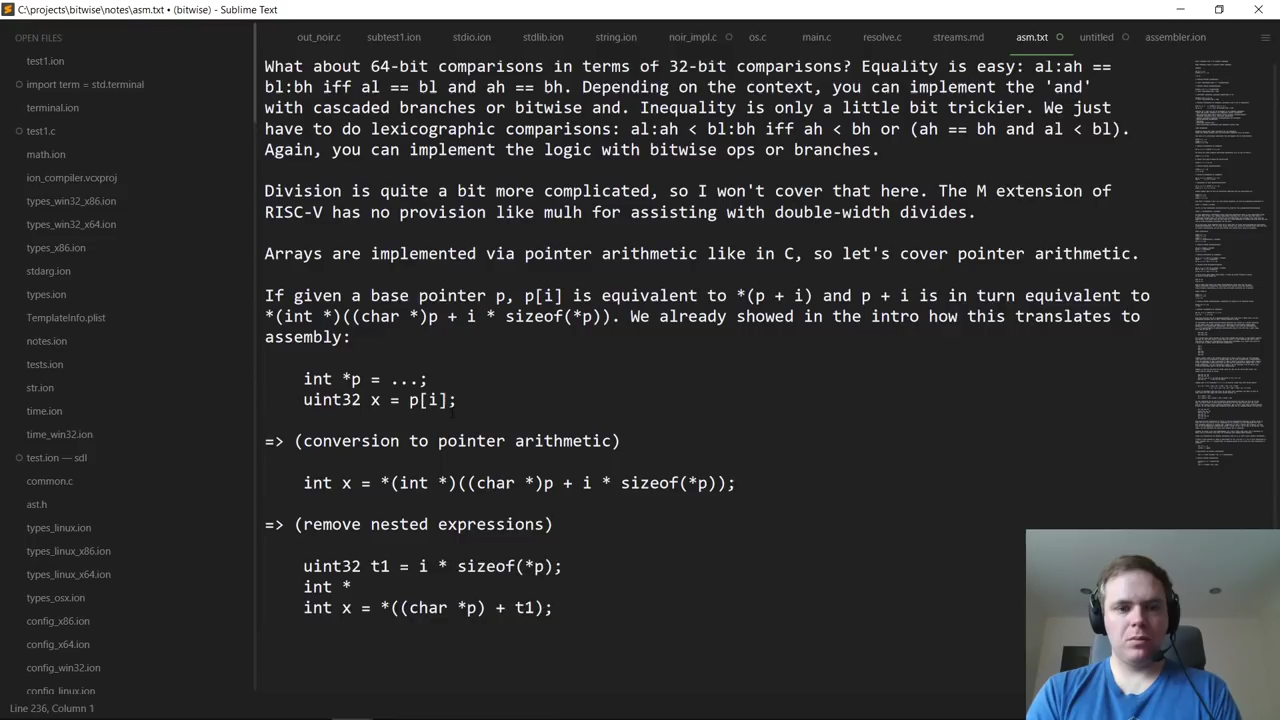 C:\projects\bitwise\notes\asm.txt • (bitwise) - Sublime Text
OPEN FILES
test1.ion
import term = std.terminal
terminal.ion
test1.c
math.ion
ion_compiler.vcxproj
types_win32_x86.ion
types_win32_x64.ion
types_x86.ion
stdarg.ion
types.ion
TemplateInfo.plist
notes.ion
tests.ion
str.ion
time.ion
time_win32.ion
test.ion — sdl
common.c
ast.h
types_linux.ion
types_linux_x86.ion
types_linux_x64.ion
types_osx.ion
config_x86.ion
config_x64.ion
config_win32.ion
config_linux.ion
out_noir.c subtest1.ion stdio.ion stdlib.ion string.ion noir_impl.c os.c main.c resolve.c streams.md asm.txt untitled assembler.ion
What about 64-bit comparisons in terms of 32-bit comparisons? Equality is easy: al:ah ==
bl:bh iff al == bl and ah == bh. Depending on the context, you can implement the 'and'
with cascaded branches or bitwise and. Inequality is only a little bit trickier. We just
have to do lexicographic comparisons: al:ah < bl:bh iff ah < bh or (ah == bh and al < bl).
Again you can implement this logic with bitwise ops or branches.
Division is quite a bit more complicated, so I won't cover than here. The M extension of
RISC-V has no provision like mulh for assisting with double-width divides.
Arrays are implemented via pointer arithmetic like in C, so let's cover pointer arithmetic.
If given a base pointer p, p[i] is equivalent to *(p + i) and p + i is in turn equivalent to
*(int *)((char *)p + i * sizeof(*p)). We already showed in the intro how this translates to
assembly:
int *p = ...;
uint32 x = p[i];
=> (conversion to pointer arithmetic)
int x = *(int *)((char *)p + i * sizeof(*p));
=> (remove nested expressions)
uint32 t1 = i * sizeof(*p);
int *
int x = *((char *p) + t1);
Line 236, Column 1